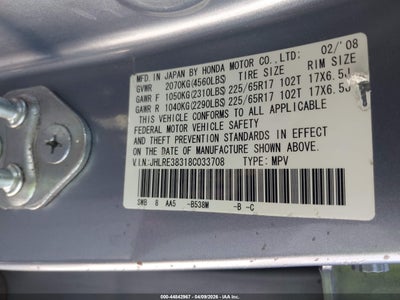 MFD. IN JAPAN BY HONDA MOTOR CO., LTD: 02/'08
GVWR 2070KG(4560LBS TIRE SIZE RIM SIZE
GAWR F 1050KG(2310LBS 225/65R17 102T 17X6.5J
GAWR R 1040KG(2290LBS 225/65R17 102T 17X6.5J
THIS VEHICLE CONFORMS TO ALL APPLICABLE
FEDERAL MOTOR VEHICLE SAFETY
AND THEFT PREVENTION STANDARDS IN EFFECT
ON THE DATE OF MANUFACTURE SHOWN ABOVE.
V.I.N:JHLRE38318C033708 TYPE: MPV
SWB 8 AA5 -B538M -B -C
000-44842967 04/09/2026 IAA